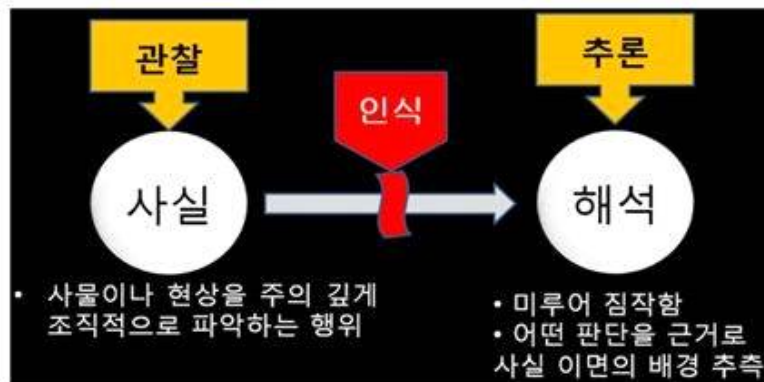 관찰
추론
인식
사실
해석
• 사물이나 현상을 주의 깊게
조직적으로 파악하는 행위
• 미루어 짐작함
• 어떤 판단을 근거로
사실 이면의 배경 추측